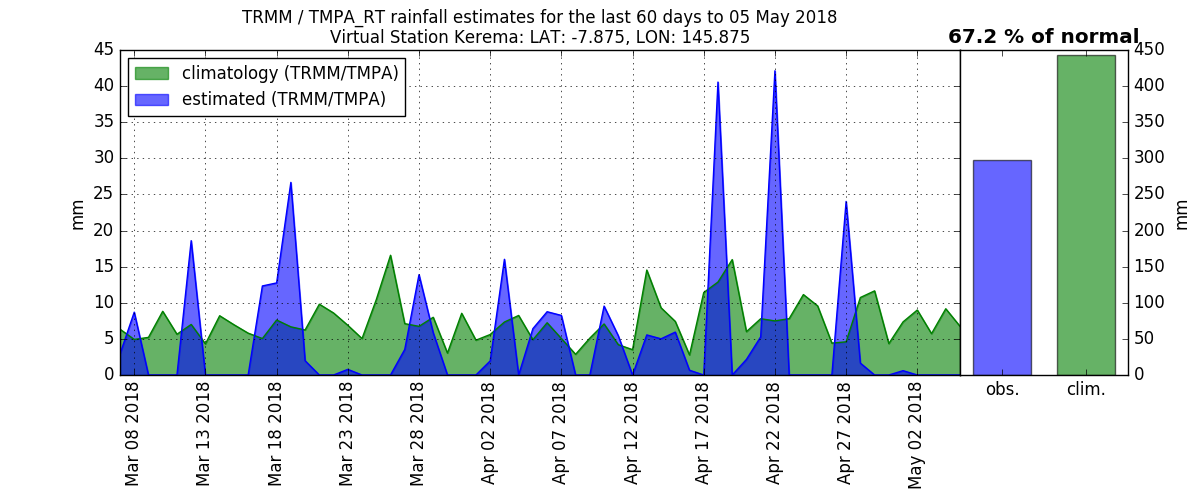 TRMM / TMPA_RT rainfall estimates for the last 60 days to 05 May 2018
Virtual Station Kerema: LAT: -7.875, LON: 145.875
67.2 % of normal
climatology (TRMM/TMPA)
estimated (TRMM/TMPA)
45
40
35
30
25
20
15
10
5
0
mm
450
400
350
300
250
200
150
100
50
0
mm
Mar 08 2018
Mar 13 2018
Mar 18 2018
Mar 23 2018
Mar 28 2018
Apr 02 2018
Apr 07 2018
Apr 12 2018
Apr 17 2018
Apr 22 2018
Apr 27 2018
May 02 2018
obs.
clim.